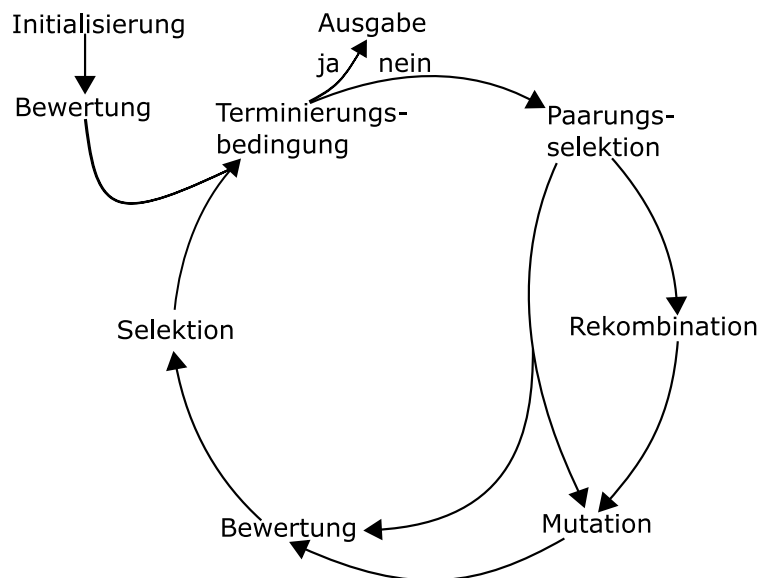 Initialisierung
Ausgabe
ja nein
Bewertung
Terminierungs-
bedingung
Paarungs-
selektion
Selektion
Rekombination
Bewertung
Mutation